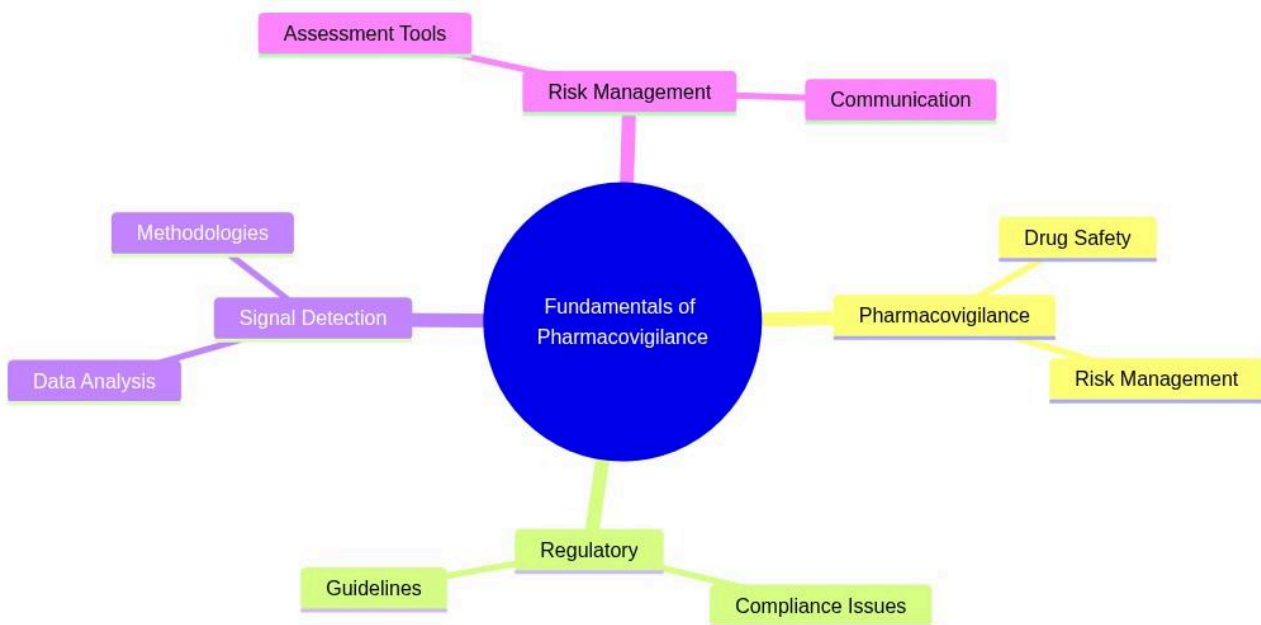 Assessment Tools
Risk Management
Communication
Methodologies
Signal Detection
Data Analysis
Fundamentals of
Pharmacovigilance
Drug Safety
Pharmacovigilance
Risk Management
Regulatory
Guidelines
Compliance Issues